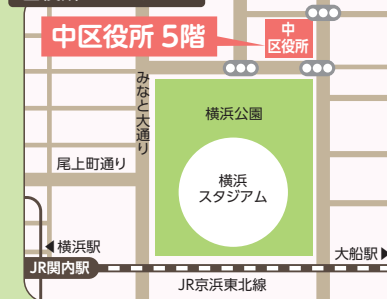 中区役所 5階
中
区役所
みなと大通り
横浜公園
尾上町通り
横浜
スタジアム
◀横浜駅
大船駅▶
JR関内駅
JR京浜東北線